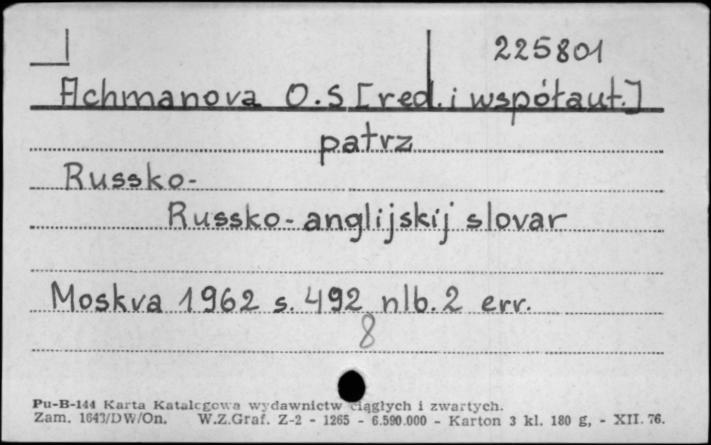 225801
Achmanova O.S [red. i współaut.]
patrz
Russko-
Russko-anglijskij slovar
Moskva 1962 s. 492 nlb. 2 err.
8
Pu-B-144 Karta Katalogowa wydawnictw ciągłych i zwartych.
Zam. 1643/DW/On. W.Z.Graf. Z-2 - 1265 - 6.590.000 - Karton 3 kl. 180 g, - XII. 76.